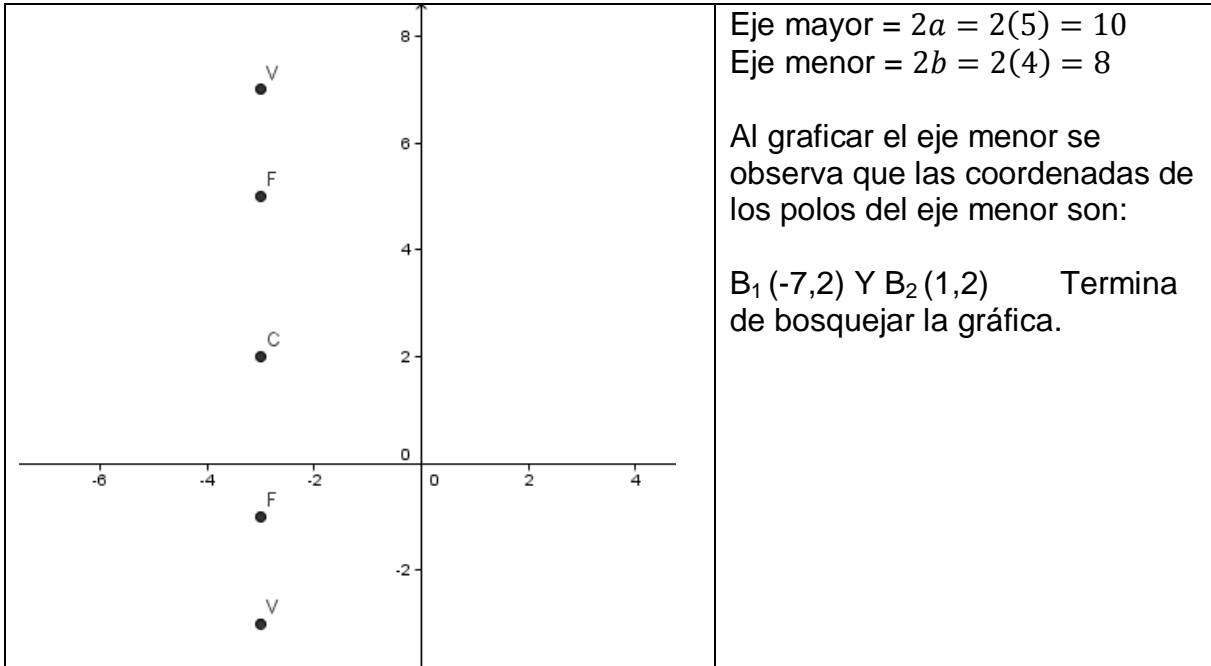 8
V
6
F
4
C
2
0
-6 -4 -2 0 2 4
F
-2
V
Eje mayor = 2𝑎 = 2(5) = 10
Eje menor = 2𝑏 = 2(4) = 8
Al graficar el eje menor se
observa que las coordenadas de
los polos del eje menor son:
B₁ (-7,2) Y B₂ (1,2) Termina
de bosquejar la gráfica.